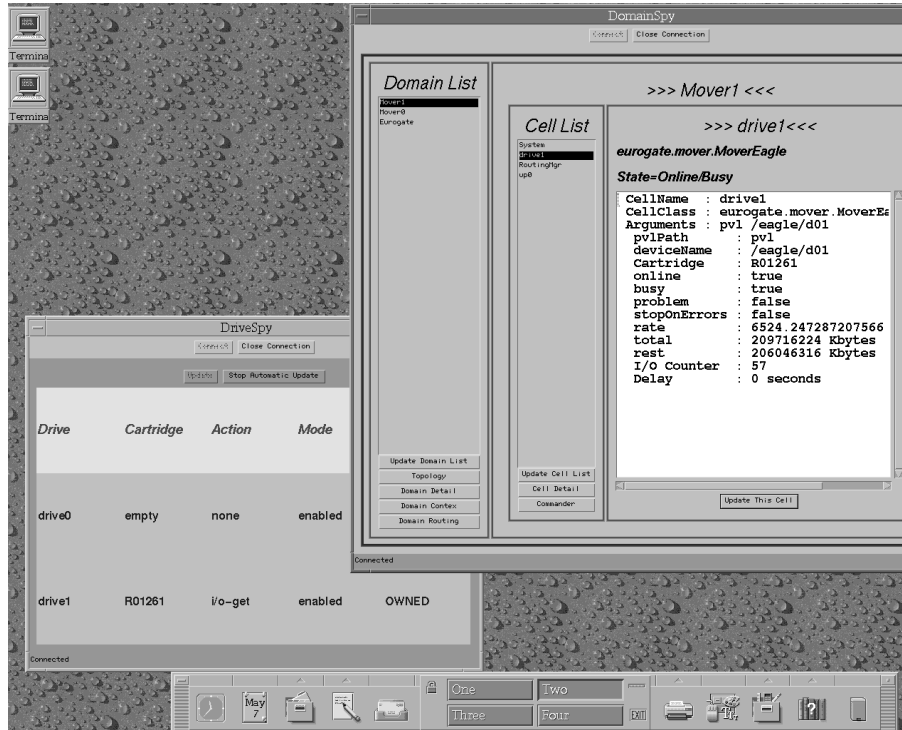 Termina
Termina
DomainSpy
Connect Close Connection
Domain List
Mover1
Mover0
Eurogate
Update Domain List
Topology
Domain Detail
Domain Contex
Domain Routing
>>> Mover1 <<<
Cell List
System
drive1
RoutingMgr
up0
Update Cell List
Cell Detail
Commander
>>> drive1<<<
eurogate.mover.MoverEagle
State=Online/Busy
CellName : drive1
CellClass : eurogate.mover.MoverEa
Arguments : pvl /eagle/d01
pvlPath : pvl
deviceName : /eagle/d01
Cartridge : R01261
online : true
busy : true
problem : false
stopOnErrors : false
rate : 6524.247287207566
total : 209716224 Kbytes
rest : 206046316 Kbytes
I/O Counter : 57
Delay : 0 seconds
Update This Cell
Connected
DriveSpy
Connect Close Connection
Update Stop Automatic Update
Drive Cartridge Action Mode
drive0 empty none enabled
drive1 R01261 i/o-get enabled OWNED
Connected
May
7
One Two
Three Four
EXIT